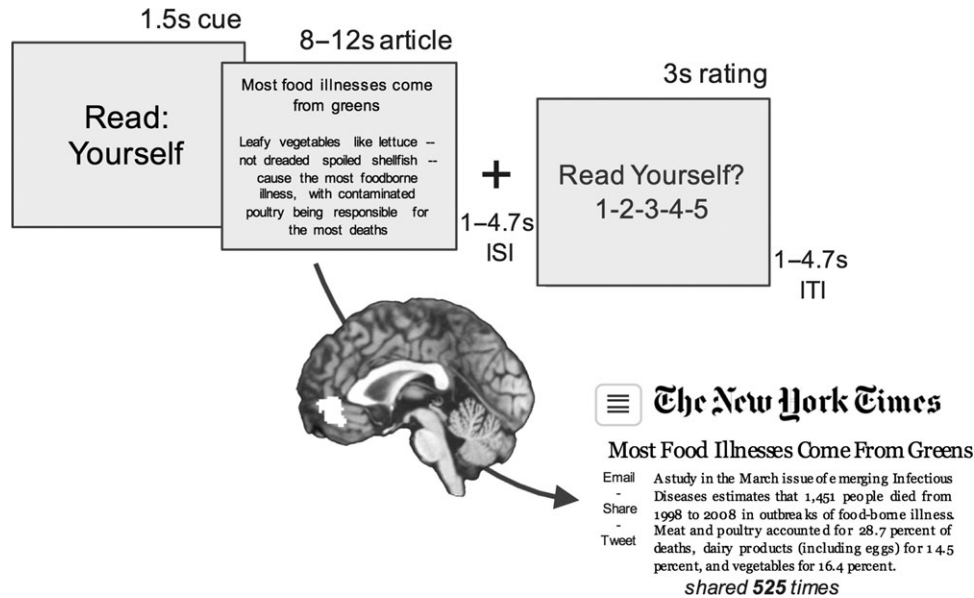 1.5s cue
Read:
Yourself
8–12s article
Most food illnesses come
from greens
Leafy vegetables like lettuce --
not dreaded spoiled shellfish --
cause the most foodborne
illness, with contaminated
poultry being responsible for
the most deaths
+
1–4.7s
ISI
3s rating
Read Yourself?
1-2-3-4-5
1–4.7s
ITI
The New York Times
Most Food Illnesses Come From Greens
Email
-
Share
-
Tweet
A study in the March issue of emerging Infectious
Diseases estimates that 1,451 people died from
1998 to 2008 in outbreaks of food-borne illness.
Meat and poultry accounted for 28.7 percent of
deaths, dairy products (including eggs) for 14.5
percent, and vegetables for 16.4 percent.
shared 525 times